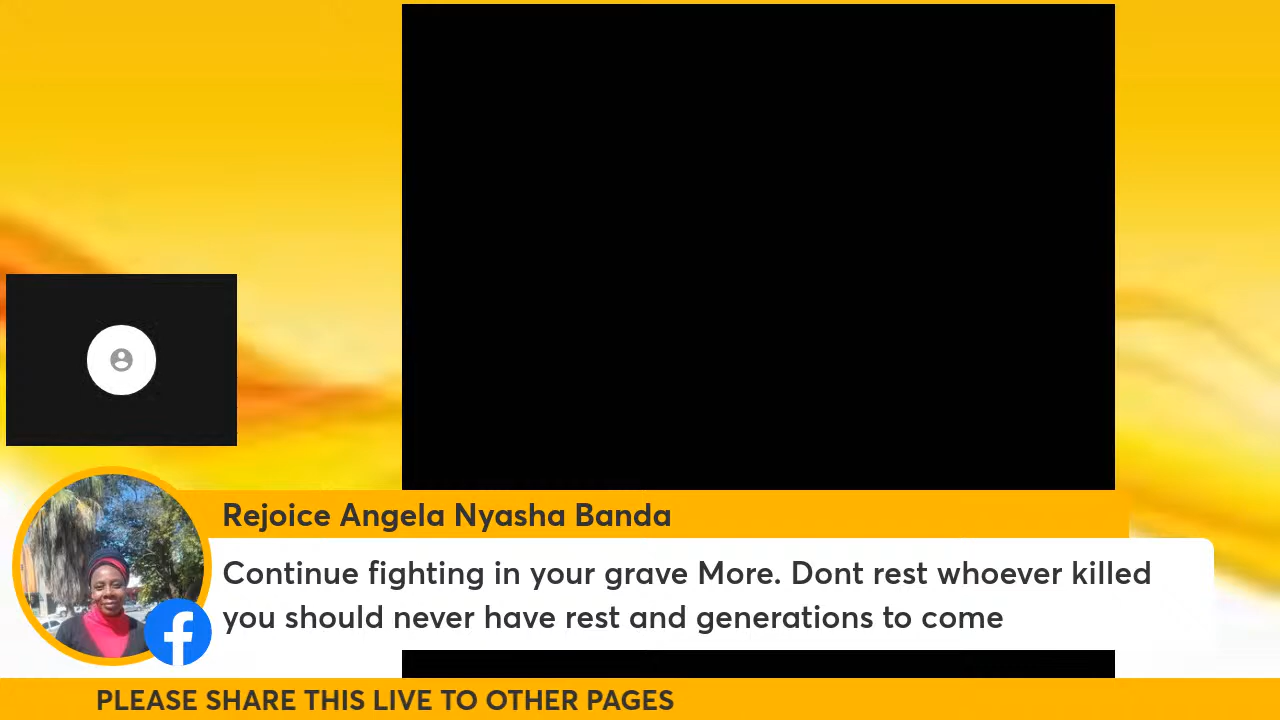 Rejoice Angela Nyasha Banda
Continue fighting in your grave More. Dont rest whoever killed
you should never have rest and generations to come
PLEASE SHARE THIS LIVE TO OTHER PAGES